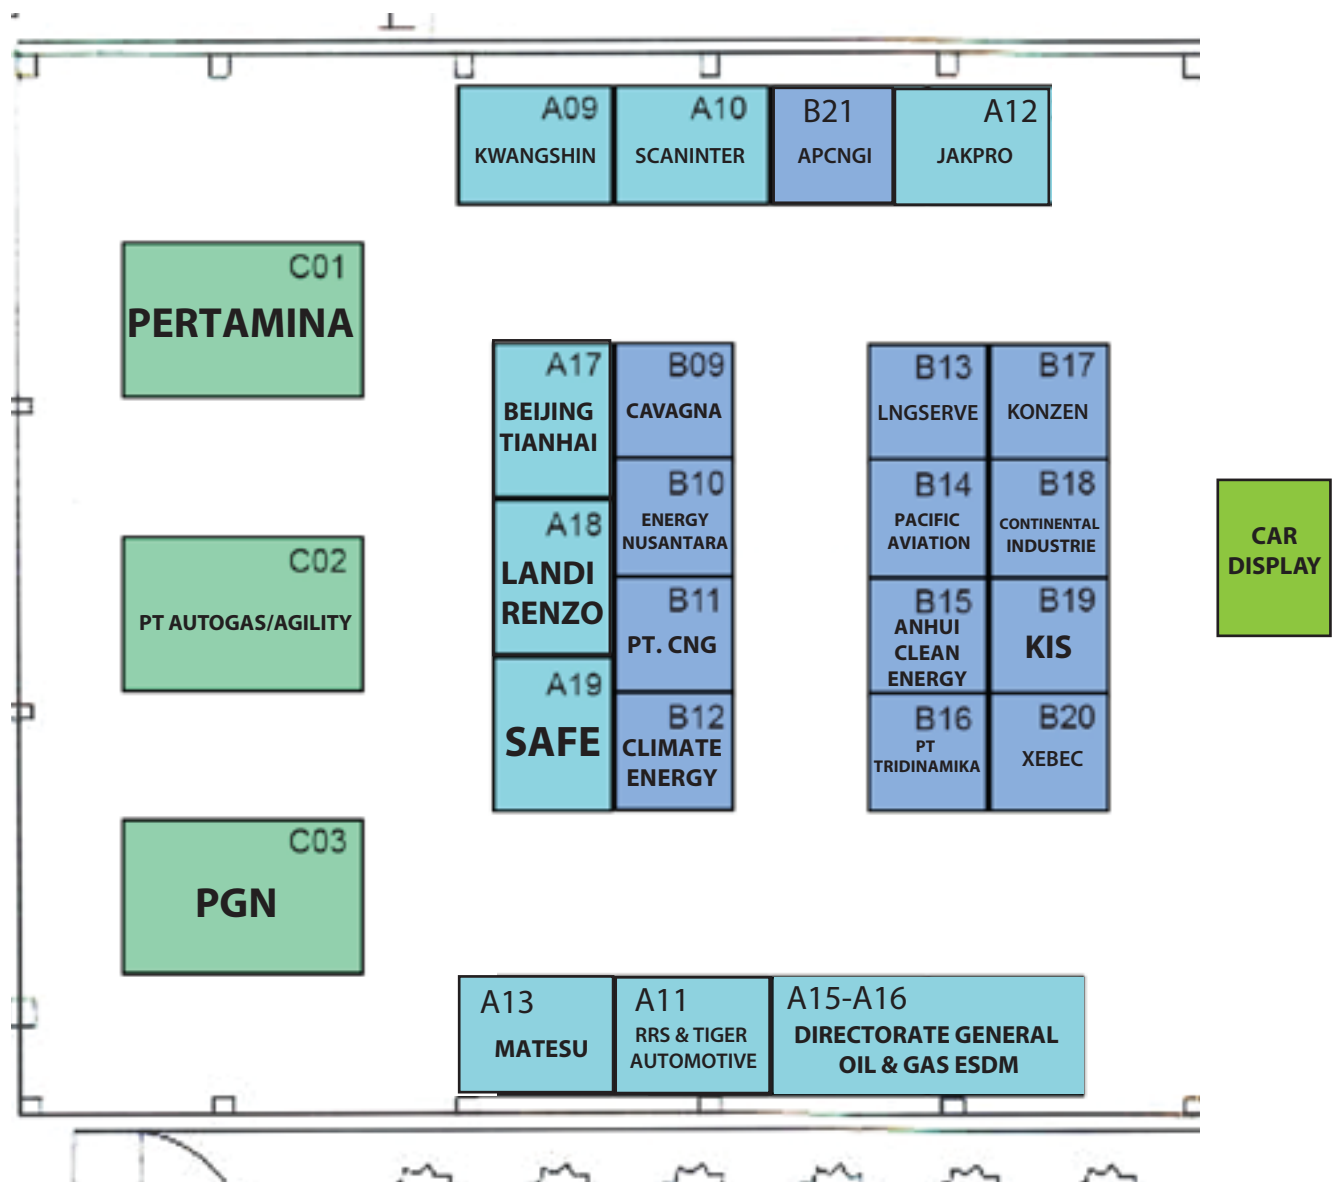 A09
KWANGSHIN
A10
SCANINTER
B21
APCNGI
A12
JAKPRO
C01
PERTAMINA
C02
PT AUTOGAS/AGILITY
C03
PGN
A17
BEIJING
TIANHAI
A18
LANDI
RENZO
A19
SAFE
B09
CAVAGNA
B10
ENERGY
NUSANTARA
B11
PT. CNG
B12
CLIMATE
ENERGY
B13
LNGSERVE
B14
PACIFIC
AVIATION
B15
ANHUI
CLEAN
ENERGY
B16
PT
TRIDINAMIKA
B17
KONZEN
B18
CONTINENTAL
INDUSTRIE
B19
KIS
B20
XEBEC
CAR
DISPLAY
A13
MATESU
A11
RRS & TIGER
AUTOMOTIVE
A15-A16
DIRECTORATE GENERAL
OIL & GAS ESDM